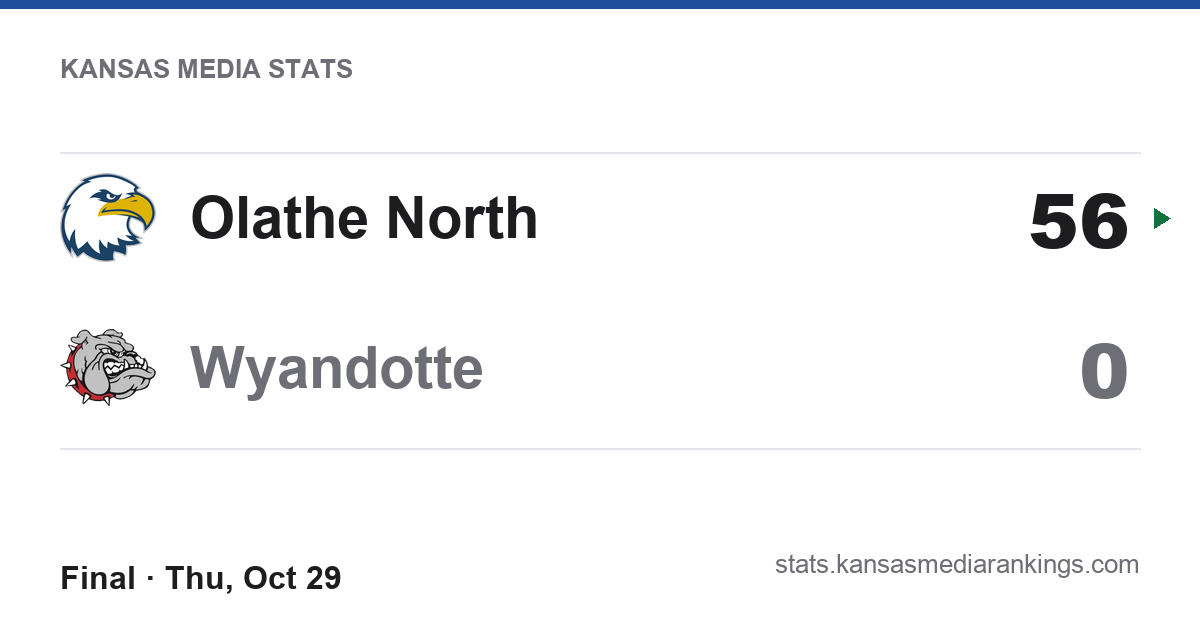 KANSAS MEDIA STATS
Olathe North 56
Wyandotte 0
Final · Thu, Oct 29
stats.kansasmediarankings.com